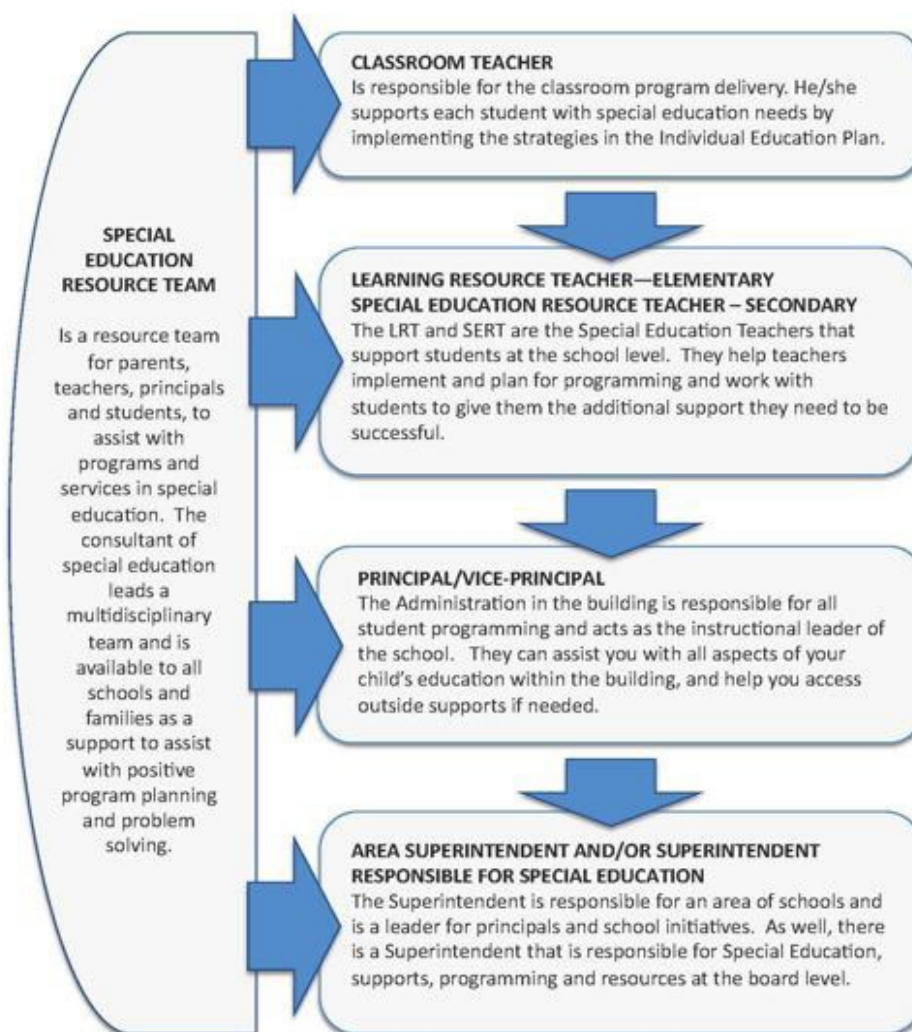 SPECIAL
EDUCATION
RESOURCE TEAM
Is a resource team
for parents,
teachers, principals
and students, to
assist with
programs and
services in special
education. The
consultant of
special education
leads a
multidisciplinary
team and is
available to all
schools and
families as a
support to assist
with positive
program planning
and problem
solving.
CLASSROOM TEACHER
Is responsible for the classroom program delivery. He/she
supports each student with special education needs by
implementing the strategies in the Individual Education Plan.
LEARNING RESOURCE TEACHER—ELEMENTARY
SPECIAL EDUCATION RESOURCE TEACHER – SECONDARY
The LRT and SERT are the Special Education Teachers that
support students at the school level. They help teachers
implement and plan for programming and work with
students to give them the additional support they need to be
successful.
PRINCIPAL/VICE-PRINCIPAL
The Administration in the building is responsible for all
student programming and acts as the instructional leader of
the school. They can assist you with all aspects of your
child's education within the building, and help you access
outside supports if needed.
AREA SUPERINTENDENT AND/OR SUPERINTENDENT
RESPONSIBLE FOR SPECIAL EDUCATION
The Superintendent is responsible for an area of schools and
is a leader for principals and school initiatives. As well, there
is a Superintendent that is responsible for Special Education,
supports, programming and resources at the board level.